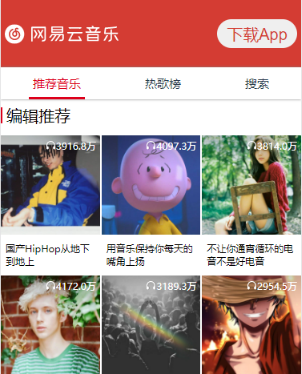 网易云音乐
下载App
推荐音乐 热歌榜 搜索
编辑推荐
3916.8万 4097.3万 3814.0万
国产HipHop从地下 用音乐保持你每天的 不让你通宵循环的电
到地上 嘴角上扬 音不是好电音
4172.0万 3189.3万 2954.5万